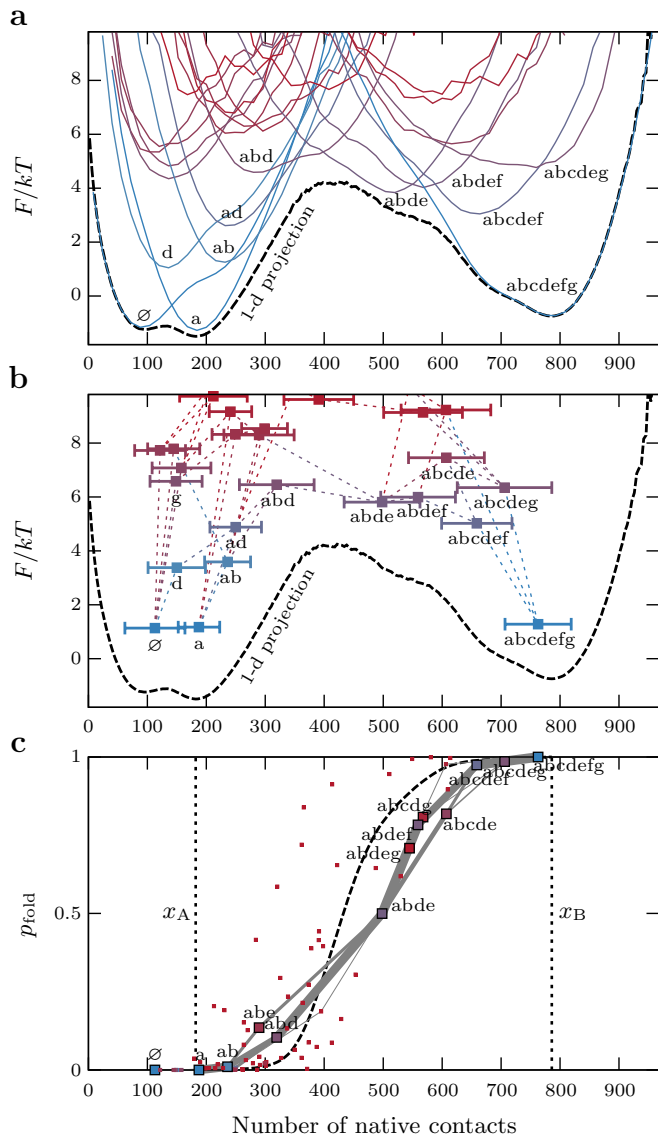 a
8
6
4
2
0
F/kT
abd
ad
d
ab
∅
a
1-d projection
abde
abdef
abcdef
abcdeg
abcdefg
0 100 200 300 400 500 600 700 800 900
b
8
6
4
2
0
F/kT
g
abd
ad
d
ab
∅
a
1-d projection
abcde
abde
abdef
abcdeg
abcdef
abcdefg
0 100 200 300 400 500 600 700 800 900
c
1
0.5
0
p_fold
x_A
x_B
abcdefg
abcdeg
abcdef
abcdg
abcde
abdef
abdeg
abde
abe
abd
ab
a
∅
0 100 200 300 400 500 600 700 800 900
Number of native contacts